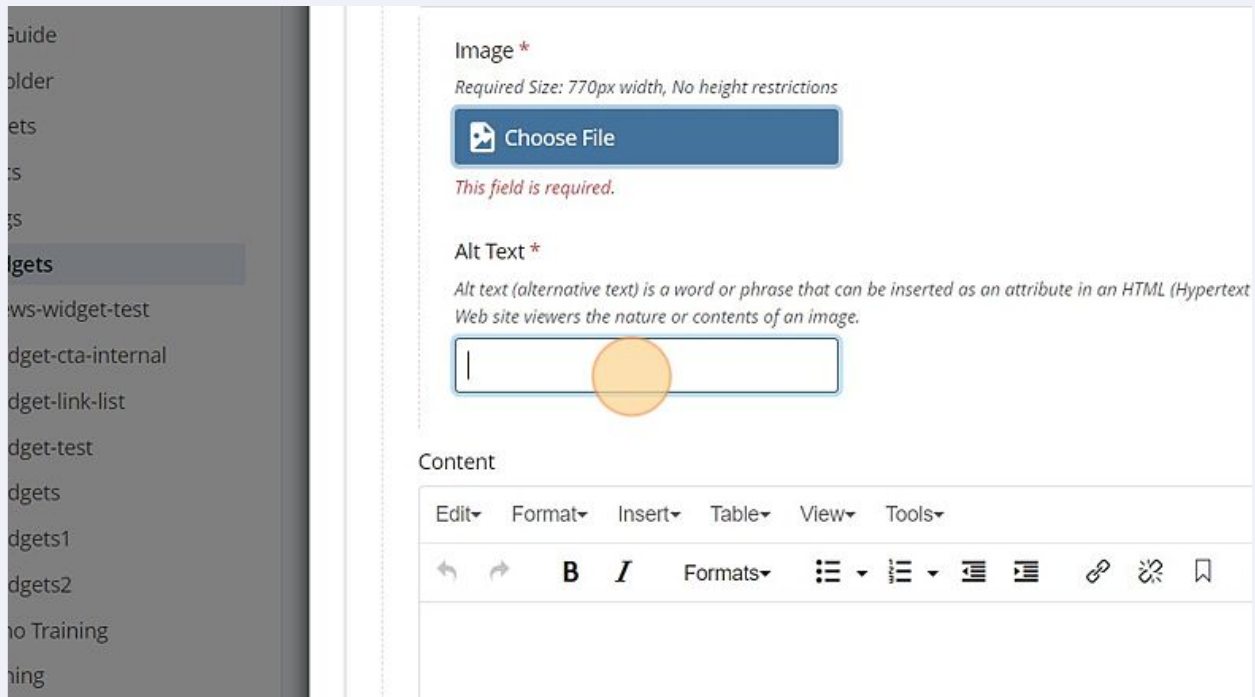 Guide
older
ets
gs
dgets
ews-widget-test
dget-cta-internal
dget-link-list
dget-test
dgets
dgets1
dgets2
no Training
ning
Image *
Required Size: 770px width, No height restrictions
Choose File
This field is required.
Alt Text *
Alt text (alternative text) is a word or phrase that can be inserted as an attribute in an HTML (Hypertext
Web site viewers the nature or contents of an image.
Content
Edit Format Insert Table View Tools
B I Formats